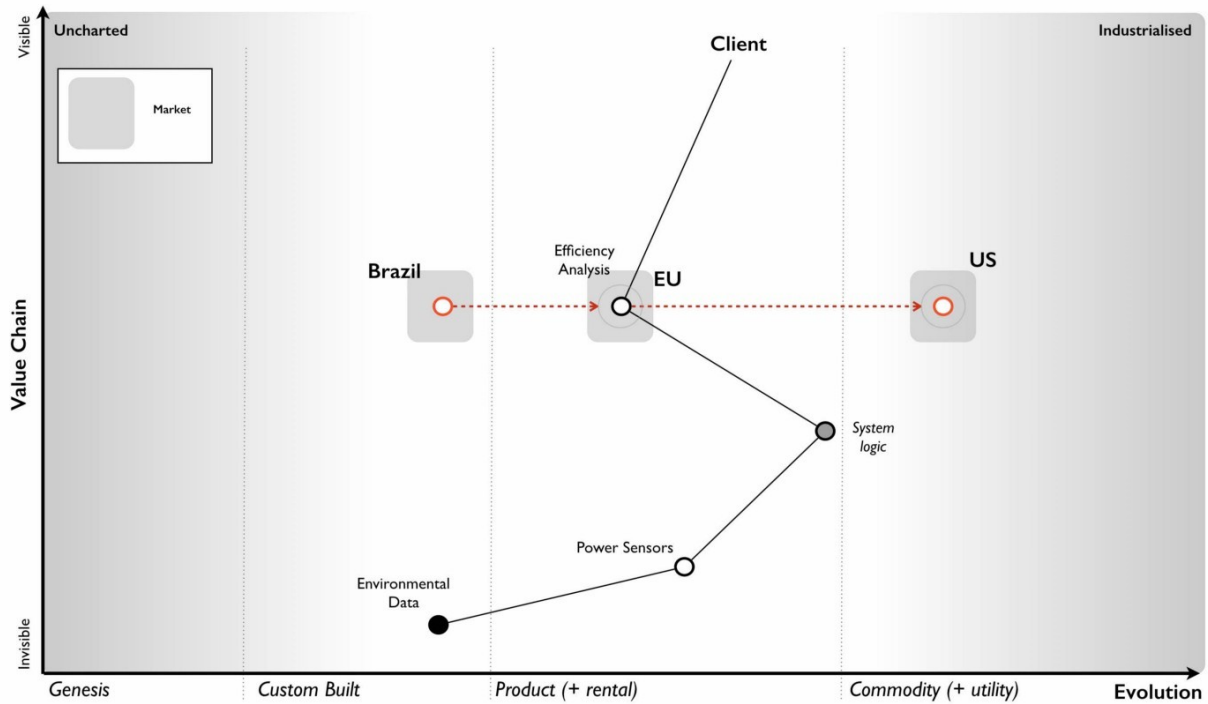 Visible
Uncharted
Client
Industrialised
Market
Efficiency
Analysis
Brazil
EU
US
Value Chain
System
logic
Power Sensors
Environmental
Data
Invisible
Genesis
Custom Built
Product (+ rental)
Commodity (+ utility)
Evolution